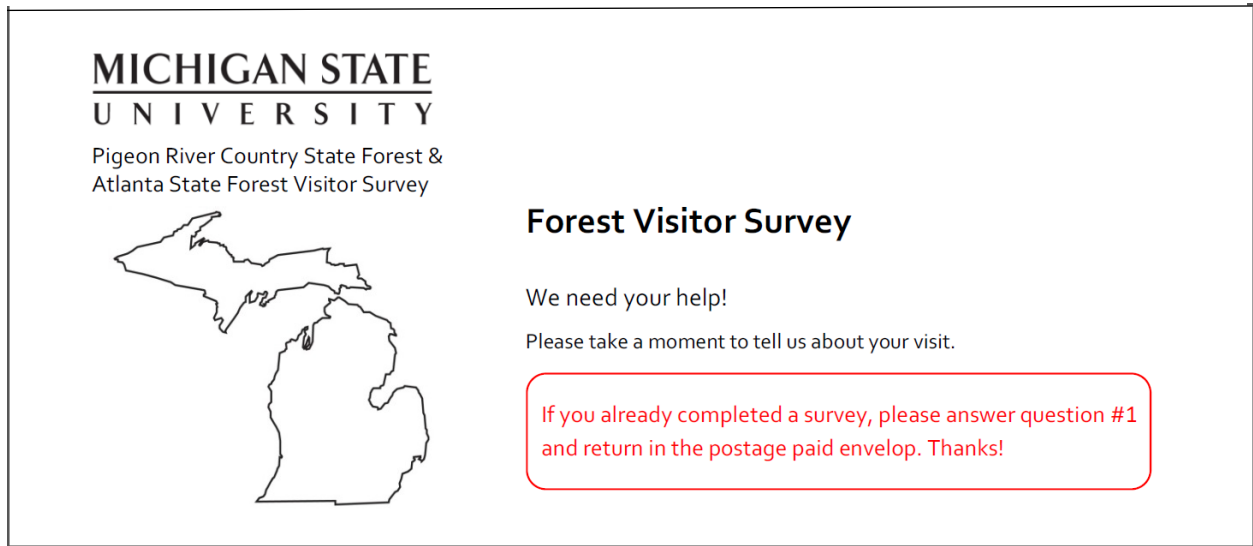 MICHIGAN STATE
UNIVERSITY
Pigeon River Country State Forest &
Atlanta State Forest Visitor Survey
Forest Visitor Survey
We need your help!
Please take a moment to tell us about your visit.
If you already completed a survey, please answer question #1
and return in the postage paid envelop. Thanks!